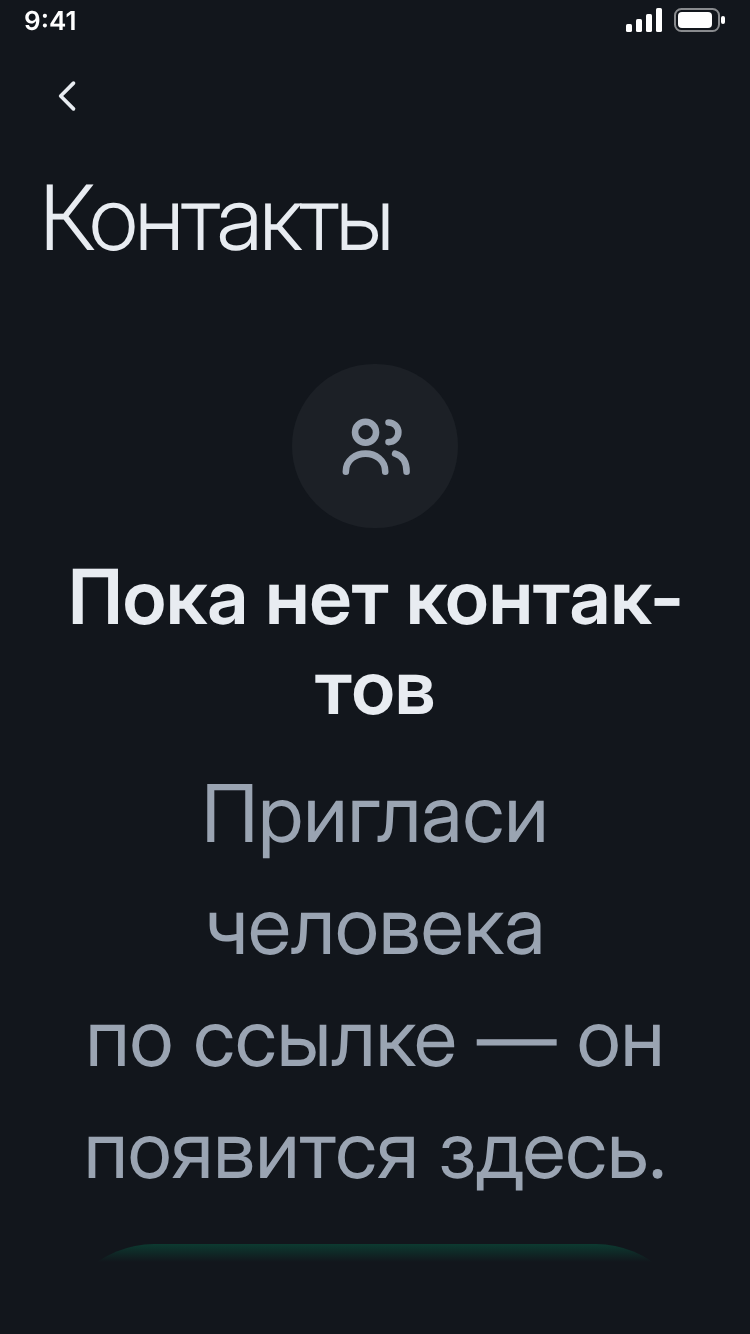 9:41
Контакты
Пока нет контак-
тов
Пригласи
человека
по ссылке — он
появится здесь.